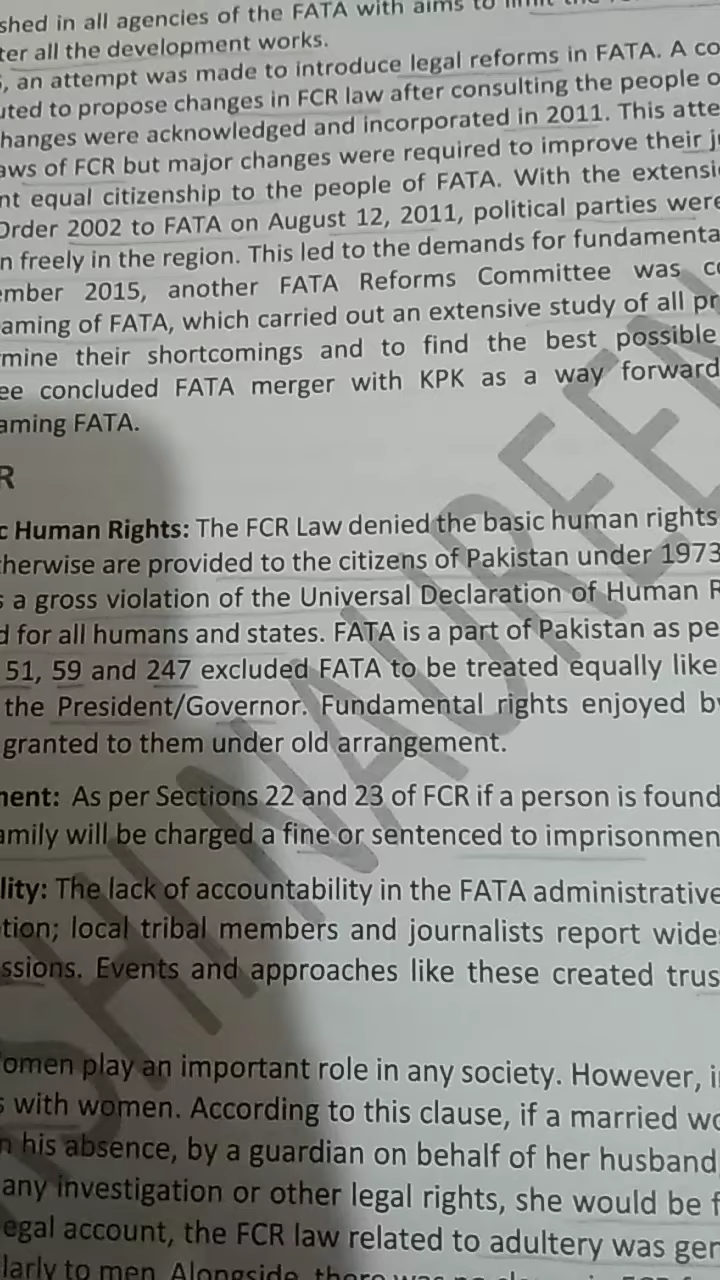 shed in all agencies of the FATA with aims to limit the
ter all the development works.
, an attempt was made to introduce legal reforms in FATA. A co
uted to propose changes in FCR law after consulting the people o
hanges were acknowledged and incorporated in 2011. This atte
aws of FCR but major changes were required to improve their j
nt equal citizenship to the people of FATA. With the extensi
Order 2002 to FATA on August 12, 2011, political parties were
n freely in the region. This led to the demands for fundamenta
ember 2015, another FATA Reforms Committee was c
aming of FATA, which carried out an extensive study of all pr
mine their shortcomings and to find the best possible
ee concluded FATA merger with KPK as a way forward
aming FATA.
R
c Human Rights: The FCR Law denied the basic human rights
herwise are provided to the citizens of Pakistan under 1973
s a gross violation of the Universal Declaration of Human R
d for all humans and states. FATA is a part of Pakistan as pe
51, 59 and 247 excluded FATA to be treated equally like
the President/Governor. Fundamental rights enjoyed by
granted to them under old arrangement.
ment: As per Sections 22 and 23 of FCR if a person is found
amily will be charged a fine or sentenced to imprisonmen
lity: The lack of accountability in the FATA administrative
tion; local tribal members and journalists report wide
ssions. Events and approaches like these created trus
omen play an important role in any society. However, i
s with women. According to this clause, if a married wo
n his absence, by a guardian on behalf of her husband
any investigation or other legal rights, she would be f
egal account, the FCR law related to adultery was gen
larly to men. Alongside, there was no
SHI NAUREEN